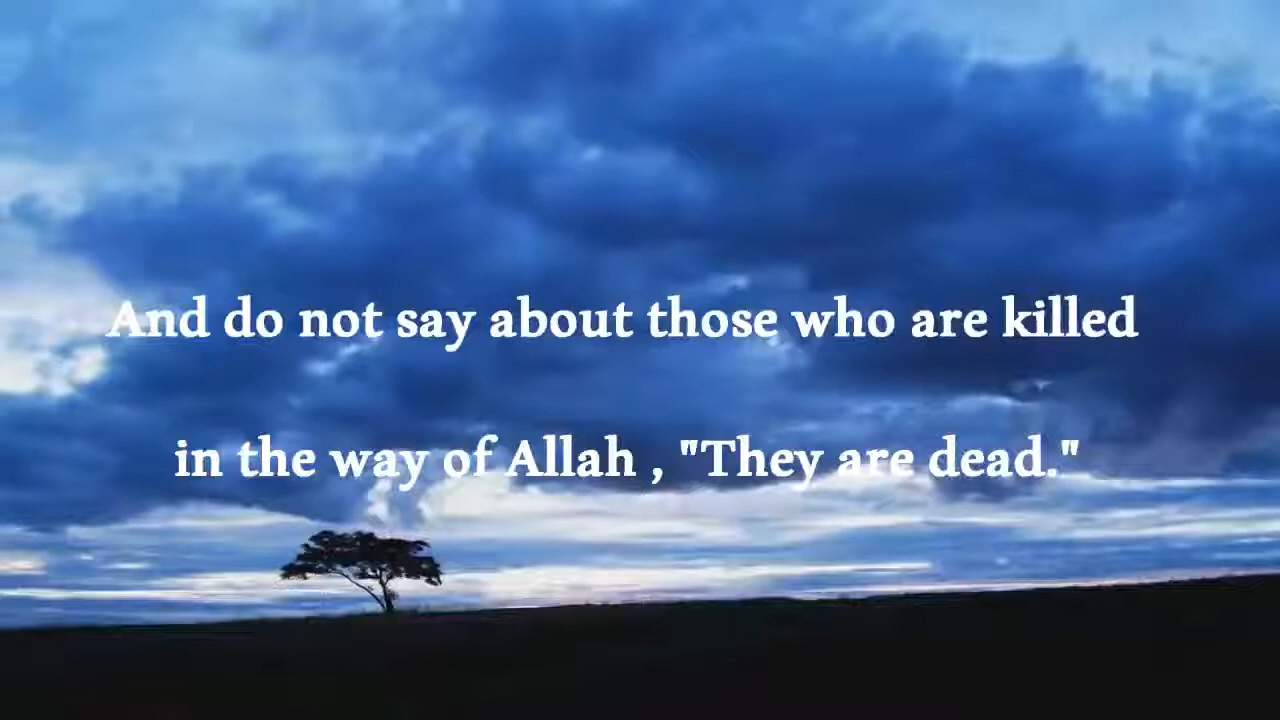 And do not say about those who are killed
in the way of Allah , "They are dead."